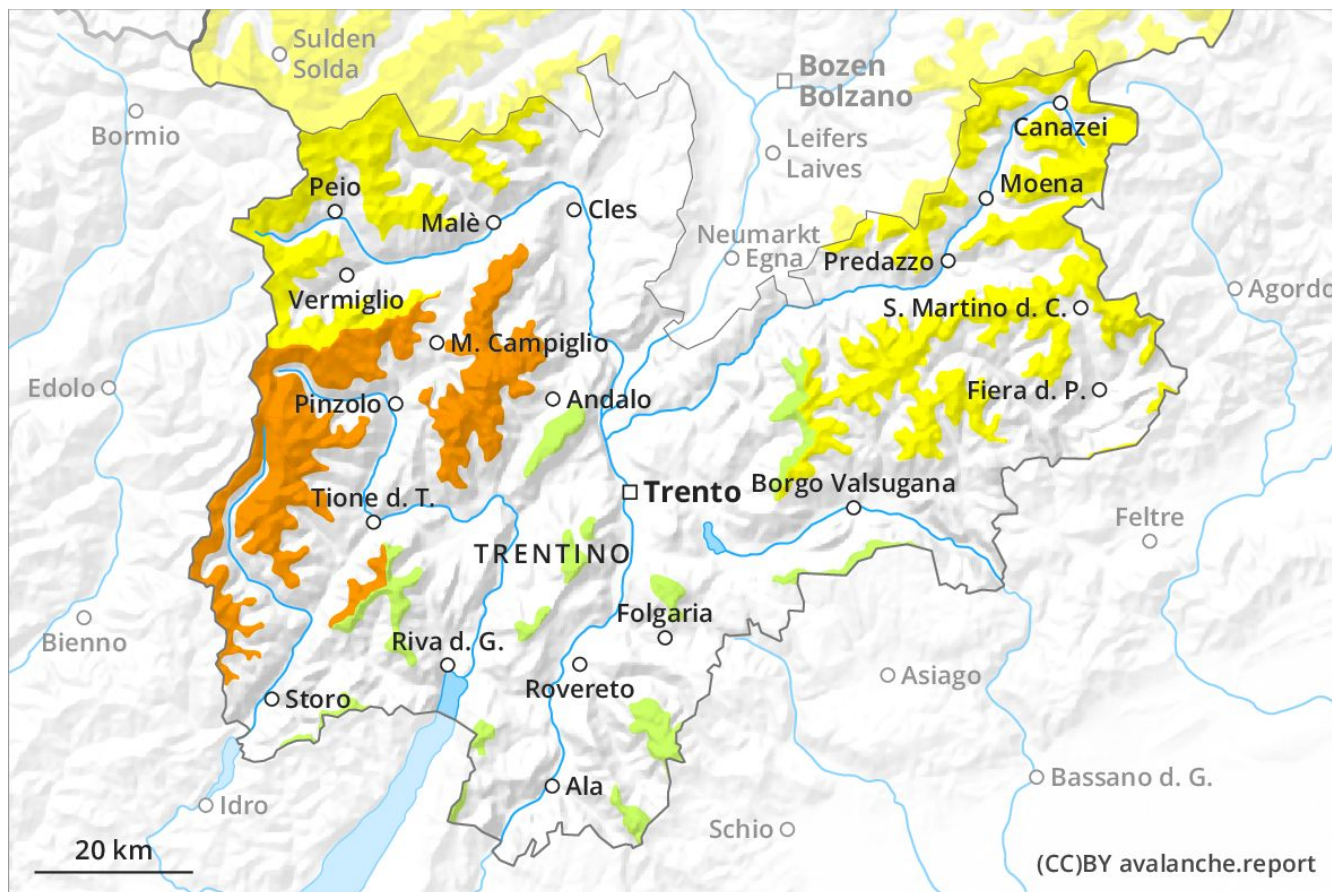 Sulden
Solda
Bozen
Bolzano
Bormio
Canazei
Leifers
Laives
Peio
Moena
Malè
Cles
Neumarkt
Egna
Predazzo
Vermiglio
Agordo
S. Martino d. C.
M. Campiglio
Edolo
Pinzolo
Andalo
Fiera d. P.
Tione d. T.
Trento
Borgo Valsugana
Feltre
TRENTINO
Bienno
Folgaria
Riva d. G.
Asiago
Storo
Rovereto
Ala
Bassano d. G.
Idro
Schio
20 km
(CC)BY avalanche.report